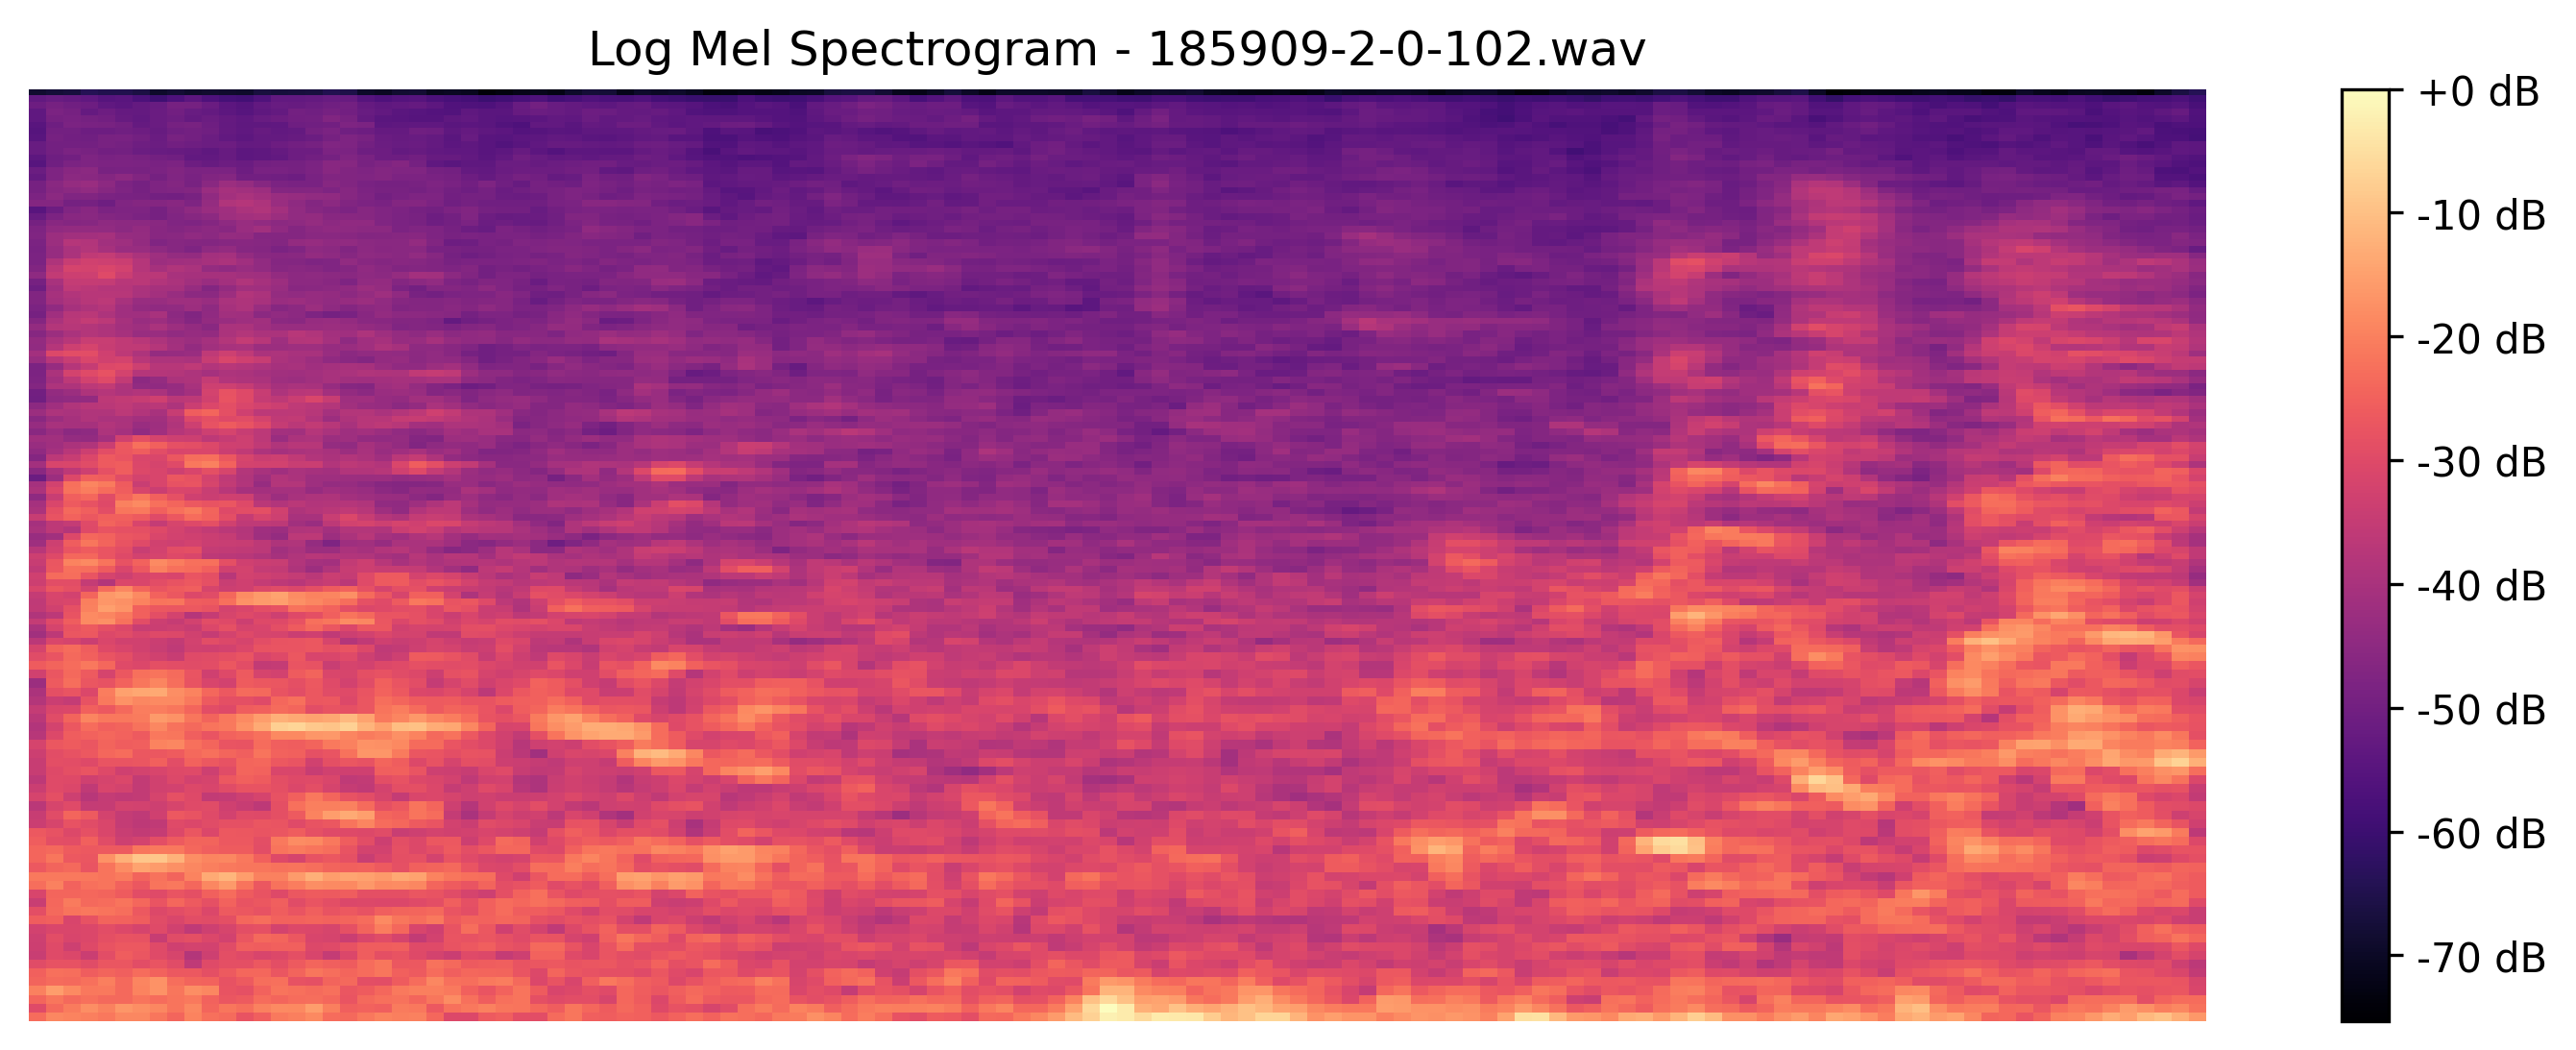 Log Mel Spectrogram - 185909-2-0-102.wav
+0 dB
-10 dB
-20 dB
-30 dB
-40 dB
-50 dB
-60 dB
-70 dB